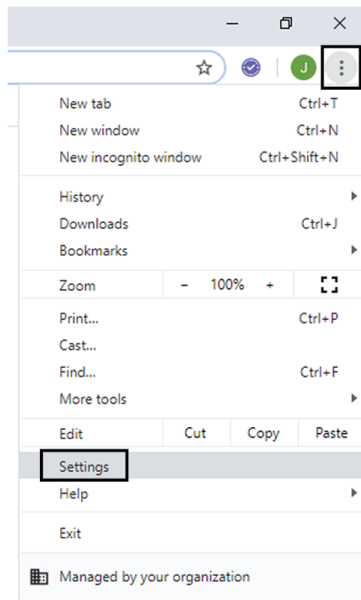 J
New tab Ctrl+T
New window Ctrl+N
New incognito window Ctrl+Shift+N
History
Downloads Ctrl+J
Bookmarks
Zoom - 100% +
Print... Ctrl+P
Cast...
Find... Ctrl+F
More tools
Edit Cut Copy Paste
Settings
Help
Exit
Managed by your organization